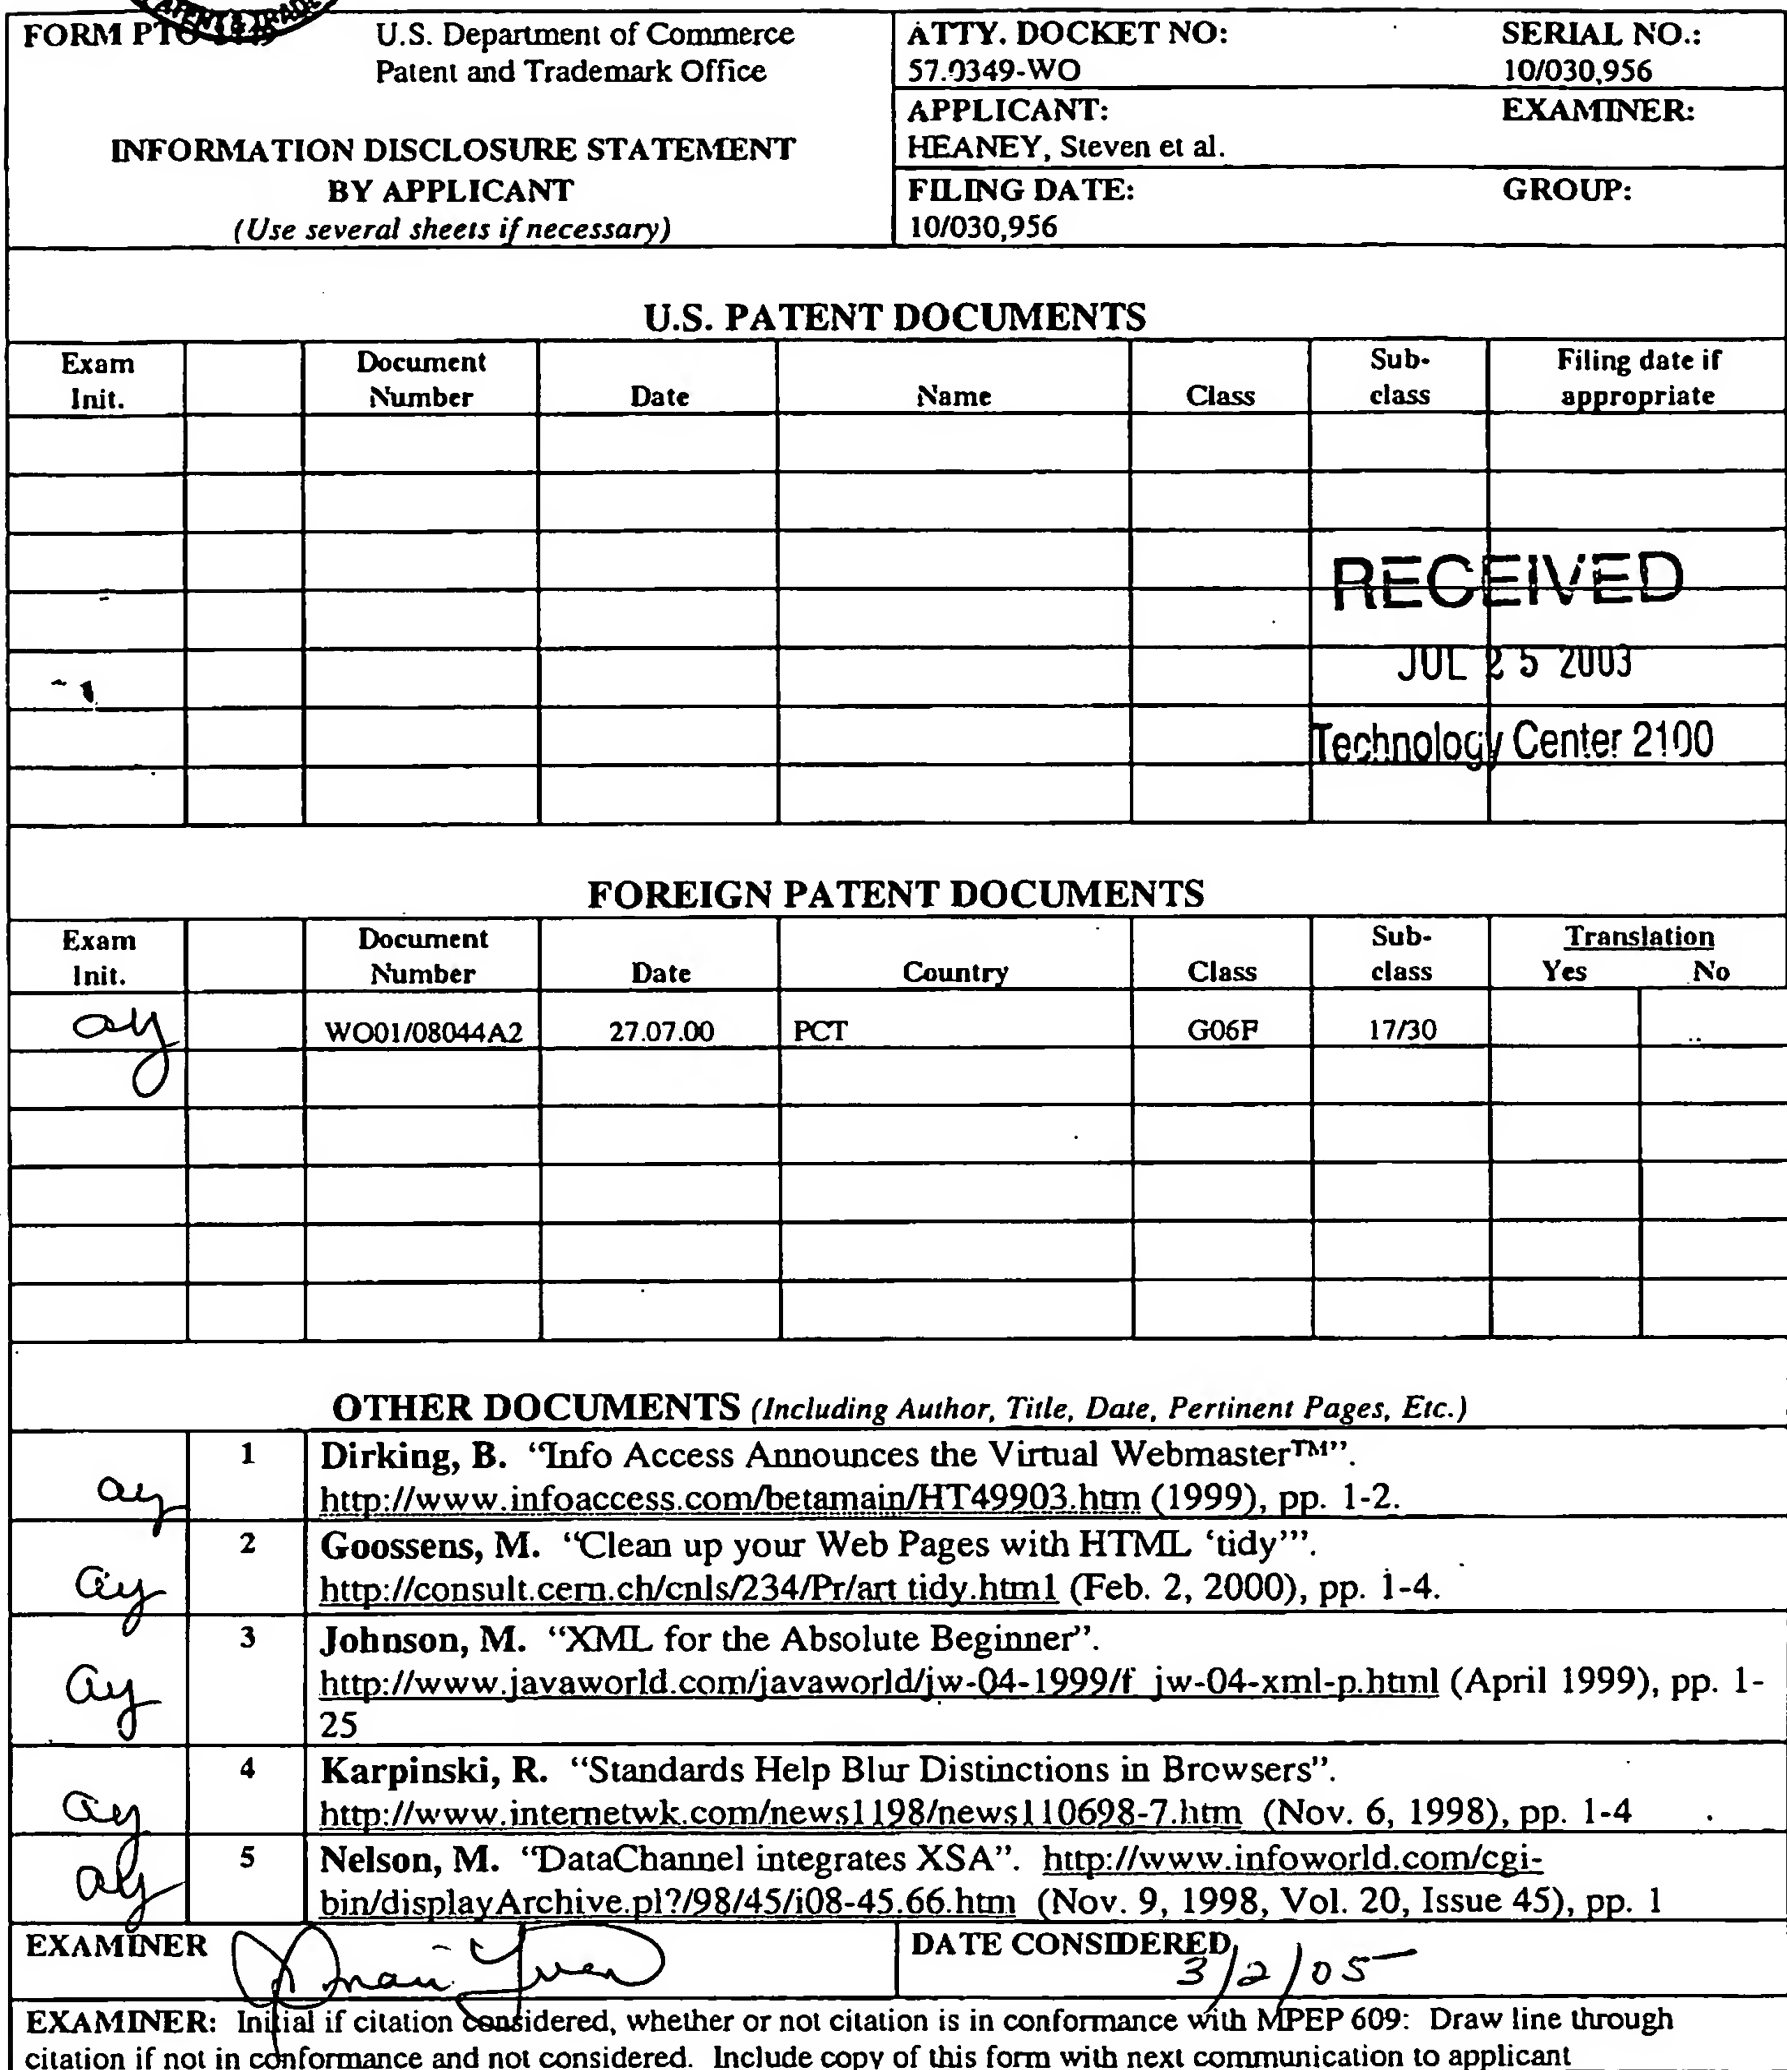 PATENT & TRADE
FORM PTO
U.S. Department of Commerce
Patent and Trademark Office
INFORMATION DISCLOSURE STATEMENT
BY APPLICANT
(Use several sheets if necessary)
ATTY. DOCKET NO:
57.0349-WO
SERIAL NO.:
10/030,956
APPLICANT:
HEANEY, Steven et al.
EXAMINER:
FILING DATE:
10/030,956
GROUP:
U.S. PATENT DOCUMENTS
Exam Init.
Document Number
Date
Name
Class
Sub-class
Filing date if appropriate
RECEIVED
JUL 25 2003
Technology Center 2100
FOREIGN PATENT DOCUMENTS
Exam Init.
Document Number
Date
Country
Class
Sub-class
Translation
Yes No
ay WO01/08044A2 27.07.00 PCT G06F 17/30
OTHER DOCUMENTS (Including Author, Title, Date, Pertinent Pages, Etc.)
ay 1 Dirking, B. “Info Access Announces the Virtual Webmaster™”.
http://www.infoaccess.com/betamain/HT49903.htm (1999), pp. 1-2.
ay 2 Goossens, M. “Clean up your Web Pages with HTML ‘tidy’”.
http://consult.cern.ch/cnls/234/Pr/art tidy.html (Feb. 2, 2000), pp. 1-4.
ay 3 Johnson, M. “XML for the Absolute Beginner”.
http://www.javaworld.com/javaworld/jw-04-1999/f jw-04-xml-p.html (April 1999), pp. 1-
25
ay 4 Karpinski, R. “Standards Help Blur Distinctions in Browsers”.
http://www.internetwk.com/news1198/news110698-7.htm (Nov. 6, 1998), pp. 1-4
ay 5 Nelson, M. “DataChannel integrates XSA”. http://www.infoworld.com/cgi-
bin/displayArchive.pl?/98/45/i08-45.66.htm (Nov. 9, 1998, Vol. 20, Issue 45), pp. 1
EXAMINER
DATE CONSIDERED
3/2/05
EXAMINER: Initial if citation considered, whether or not citation is in conformance with MPEP 609: Draw line through
citation if not in conformance and not considered. Include copy of this form with next communication to applicant